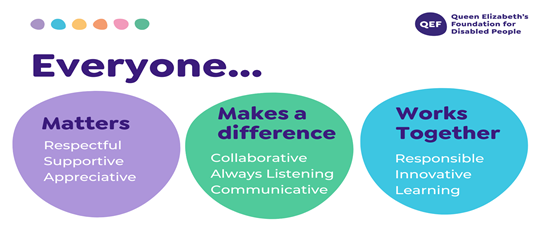 QEF
Queen Elizabeth's
Foundation for
Disabled People
Everyone...
Matters
Respectful
Supportive
Appreciative
Makes a
difference
Collaborative
Always Listening
Communicative
Works
Together
Responsible
Innovative
Learning